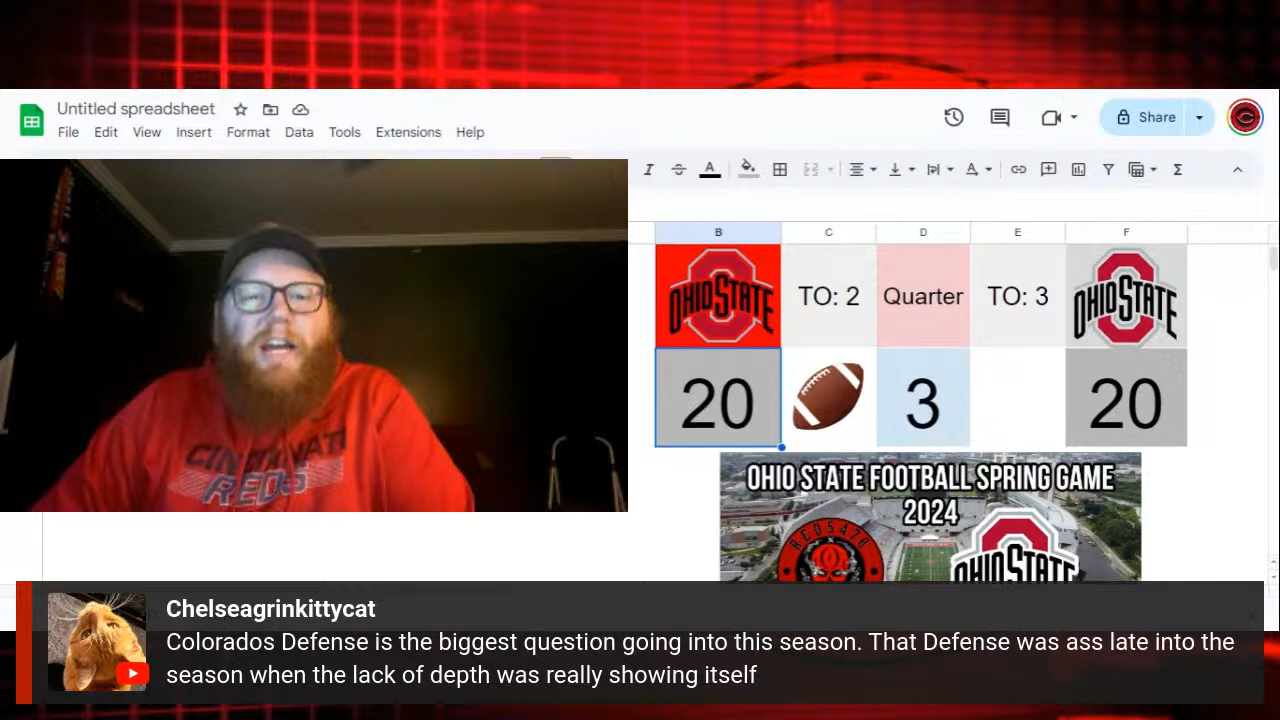 Untitled spreadsheet
File Edit View Insert Format Data Tools Extensions Help
Share
B C D E F
OHIO STATE
TO: 2
Quarter
TO: 3
OHIO STATE
20
3
20
OHIO STATE FOOTBALL SPRING GAME
2024
REDS478
OHIO STATE
CINCINNATI
REDS
Chelseagrinkittycat
Colorados Defense is the biggest question going into this season. That Defense was ass late into the
season when the lack of depth was really showing itself